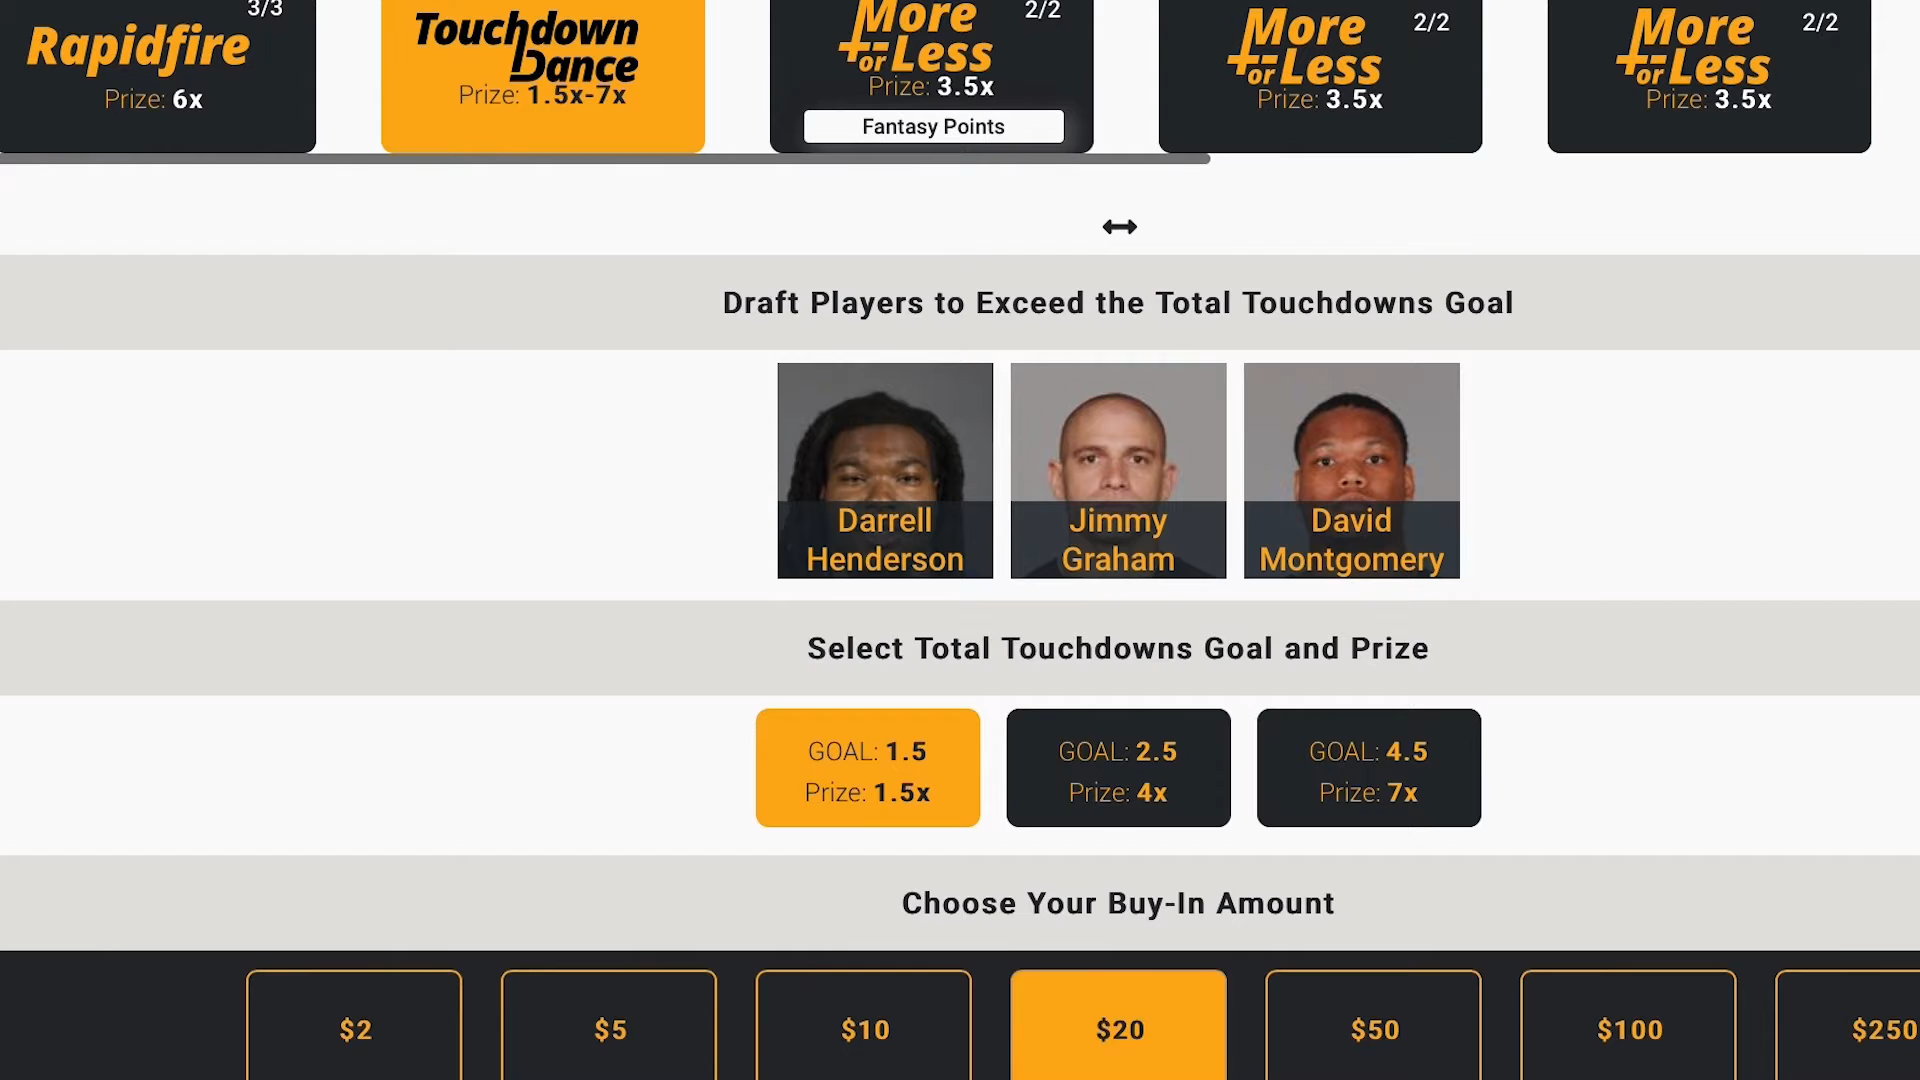 3/3
Rapidfire
Prize: 6x
Touchdown
Dance
Prize: 1.5x-7x
2/2
More
or Less
Prize: 3.5x
Fantasy Points
2/2
More
or Less
Prize: 3.5x
2/2
More
or Less
Prize: 3.5x
Draft Players to Exceed the Total Touchdowns Goal
Darrell
Henderson
Jimmy
Graham
David
Montgomery
Select Total Touchdowns Goal and Prize
GOAL: 1.5
Prize: 1.5x
GOAL: 2.5
Prize: 4x
GOAL: 4.5
Prize: 7x
Choose Your Buy-In Amount
$2
$5
$10
$20
$50
$100
$250